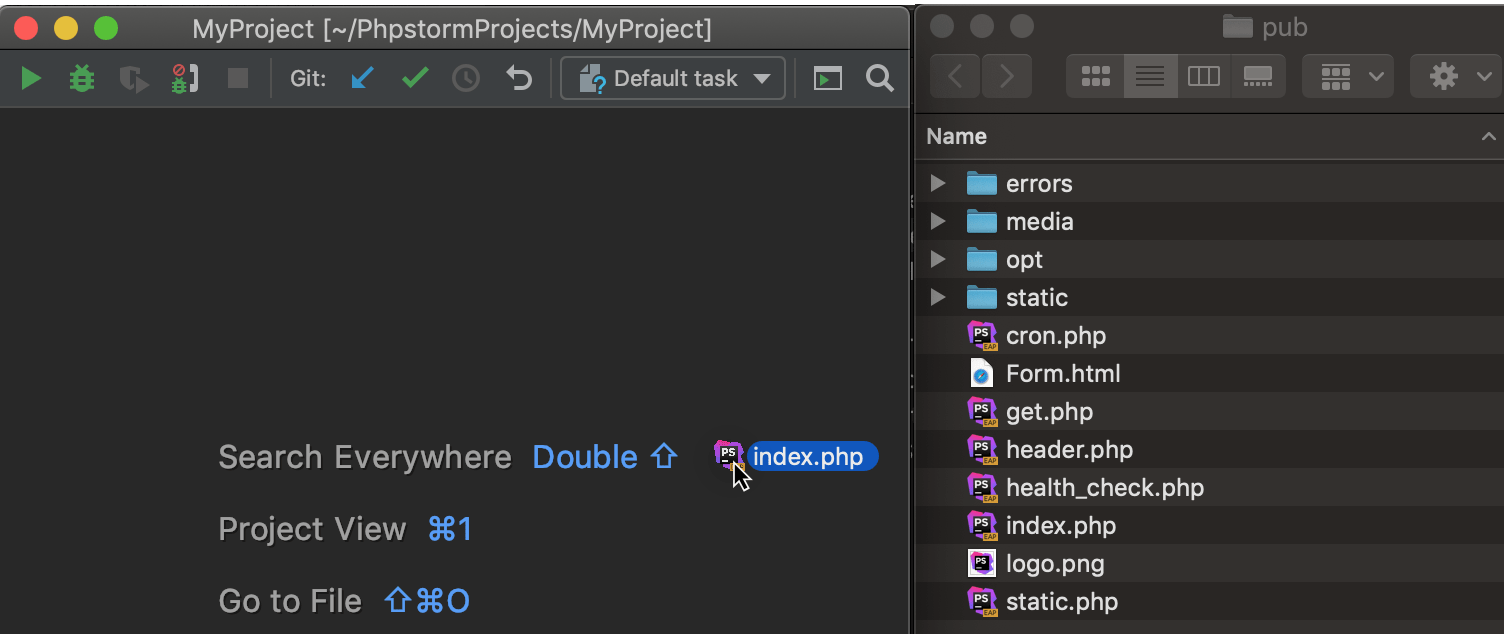 MyProject [~/PhpstormProjects/MyProject]
Git:
Default task
Search Everywhere Double ⇧
index.php
Project View ⌘1
Go to File ⇧⌘O
pub
Name
errors
media
opt
static
cron.php
Form.html
get.php
header.php
health_check.php
index.php
logo.png
static.php